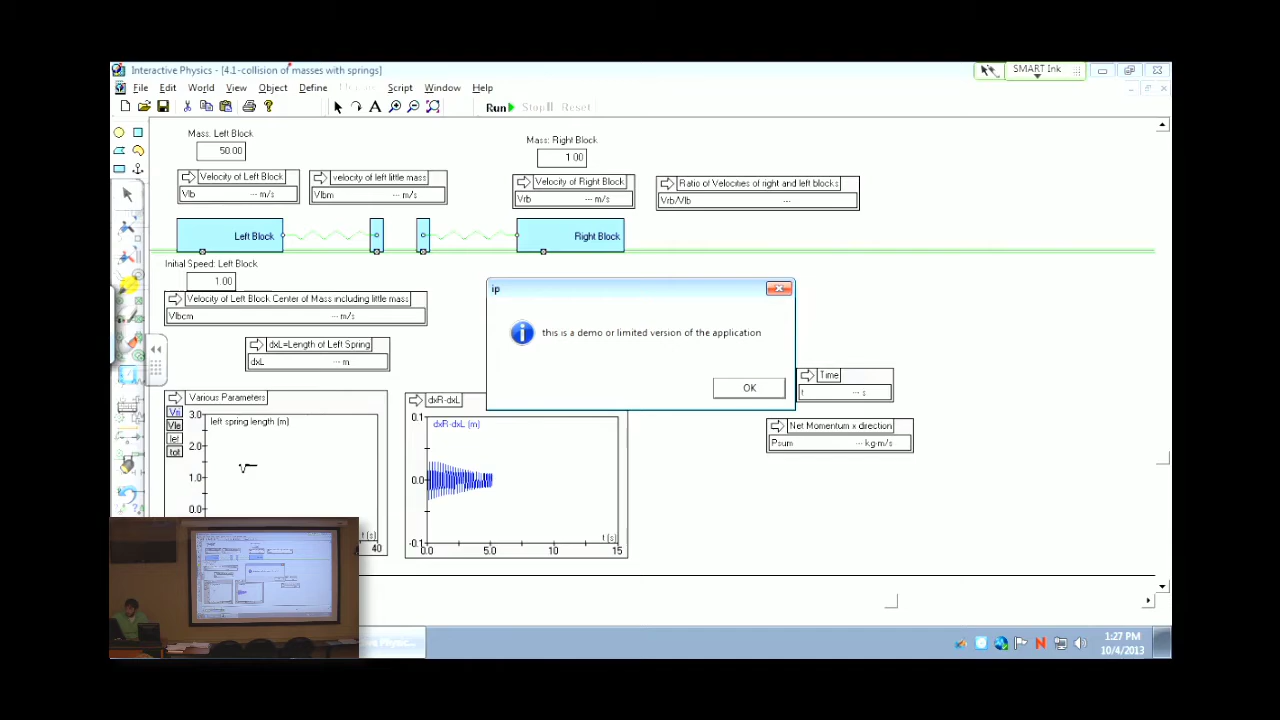 Interactive Physics - [4.1-collision of masses with springs]
SMART Ink
File Edit World View Object Define Script Window Help
Run Stop Reset
Mass: Left Block
50.00
Mass: Right Block
1.00
Velocity of Left Block
Vlb --- m/s
velocity of left little mass
Vlbm --- m/s
Velocity of Right Block
Vrb --- m/s
Ratio of Velocities of right and left blocks
Vrb/Vlb ---
Left Block
Right Block
Initial Speed: Left Block
1.00
Velocity of Left Block Center of Mass including little mass
Vlbcm --- m/s
ip
this is a demo or limited version of the application
OK
dxL=Length of Left Spring
dxL --- m
Time
t --- s
Net Momentum x direction
Psum --- kg·m/s
Various Parameters
left spring length (m)
3.0
2.0
1.0
0.0
t (s)
40
dxR-dxL
dxR-dxL (m)
0.1
0.0
-0.1
t (s)
0.0 5.0 10 15
1:27 PM
10/4/2013